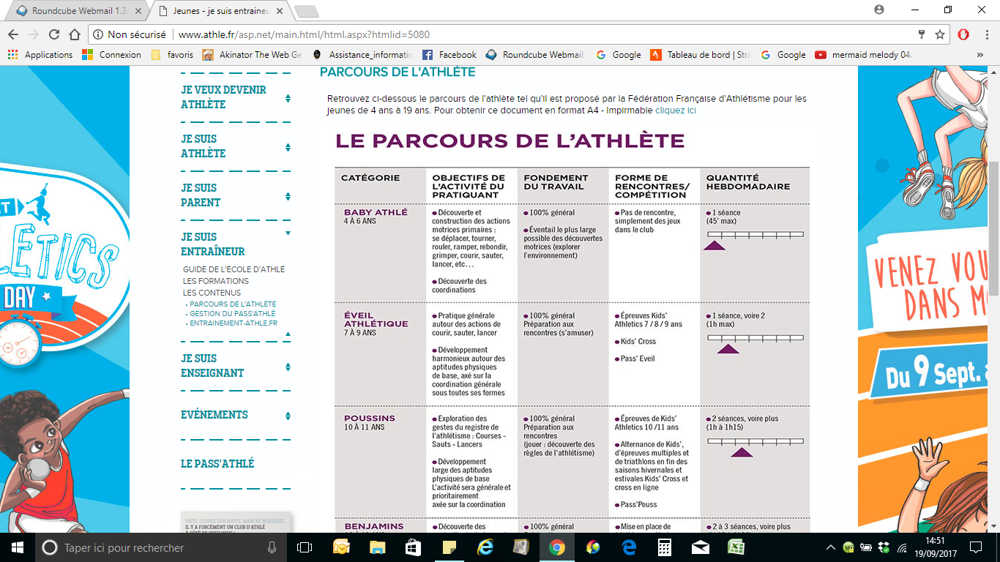 Roundcube Webmail 1.3.
Jeunes - je suis entraineu
Non sécurisé
www.athle.fr/asp.net/main.html/html.aspx?htmlid=5080
Applications
Connexion
favoris
Akinator The Web Ge
Assistance_informatic
Facebook
Roundcube Webmail
Google
Tableau de bord | Stra
Google
mermaid melody 04.
PARCOURS DE L'ATHLÈTE
Retrouvez ci-dessous le parcours de l'athlète tel qu'il est proposé par la Fédération Française d'Athlétisme pour les
jeunes de 4 ans à 19 ans. Pour obtenir ce document en format A4 - Impirmable cliquez ici
JE VEUX DEVENIR
ATHLÈTE
JE SUIS
ATHLÈTE
JE SUIS
PARENT
JE SUIS
ENTRAÎNEUR
GUIDE DE L'ÉCOLE D'ATHLÉ
LES FORMATIONS
LES CONTENUS
• PARCOURS DE L'ATHLÈTE
• GESTION DU PASS'ATHLÉ
• ENTRAINEMENT-ATHLE.FR
JE SUIS
ENSEIGNANT
EVÉNEMENTS
LE PASS'ATHLÉ
PISTE, COURSE SUR ROUTE, MARCHE NORDIQUE...
IL Y A FORCÉMENT UN CLUB D'ATHLÉ
LE PARCOURS DE L'ATHLÈTE
CATÉGORIE
OBJECTIFS DE
L'ACTIVITÉ DU
PRATIQUANT
FONDEMENT
DU TRAVAIL
FORME DE
RENCONTRES/
COMPÉTITION
QUANTITÉ
HEBDOMADAIRE
BABY ATHLÉ
4 À 6 ANS
● Découverte et
construction des actions
motrices primaires :
se déplacer, tourner,
rouler, ramper, rebondir,
grimper, courir, sauter,
lancer, etc...
● Découverte des
coordinations
● 100% général
● Éventail le plus large
possible des découvertes
motrices (explorer
l'environnement)
● Pas de rencontre,
simplement des jeux
dans le club
● 1 séance
(45' max)
ÉVEIL
ATHLÉTIQUE
7 À 9 ANS
● Pratique générale
autour des actions de
courir, sauter, lancer
● Développement
harmonieux autour des
aptitudes physiques
de base, axé sur la
coordination générale
sous toutes ses formes
● 100% général
Préparation aux
rencontres (s'amuser)
● Épreuves Kids'
Athletics 7 / 8 / 9 ans
● Kids' Cross
● Pass' Eveil
● 1 séance, voire 2
(1h max)
POUSSINS
10 À 11 ANS
● Exploration des
gestes du registre de
l'athlétisme : Courses -
Sauts - Lancers
● Développement
large des aptitudes
physiques de base
L'activité sera générale et
prioritairement
axée sur la coordination
● 100% général
Préparation aux
rencontres
(jouer : découverte des
règles de l'athlétisme)
● Épreuves de Kids'
Athletics 10 /11 ans
● Alternance de Kids',
d'épreuves multiples et
de triathlons en fin des
saisons hivernales et
estivales Kids' Cross et
cross en ligne
● Pass'Pouss
● 2 séances, voire plus
(1h à 1h15)
BENJAMINS
● Découverte des
● 100% général
● Mise en place de
● 2 à 3 séances, voire plus
ETICS
DAY
VENEZ VOU
DANS M
Du 9 Sept. a
Taper ici pour rechercher
14:51
19/09/2017